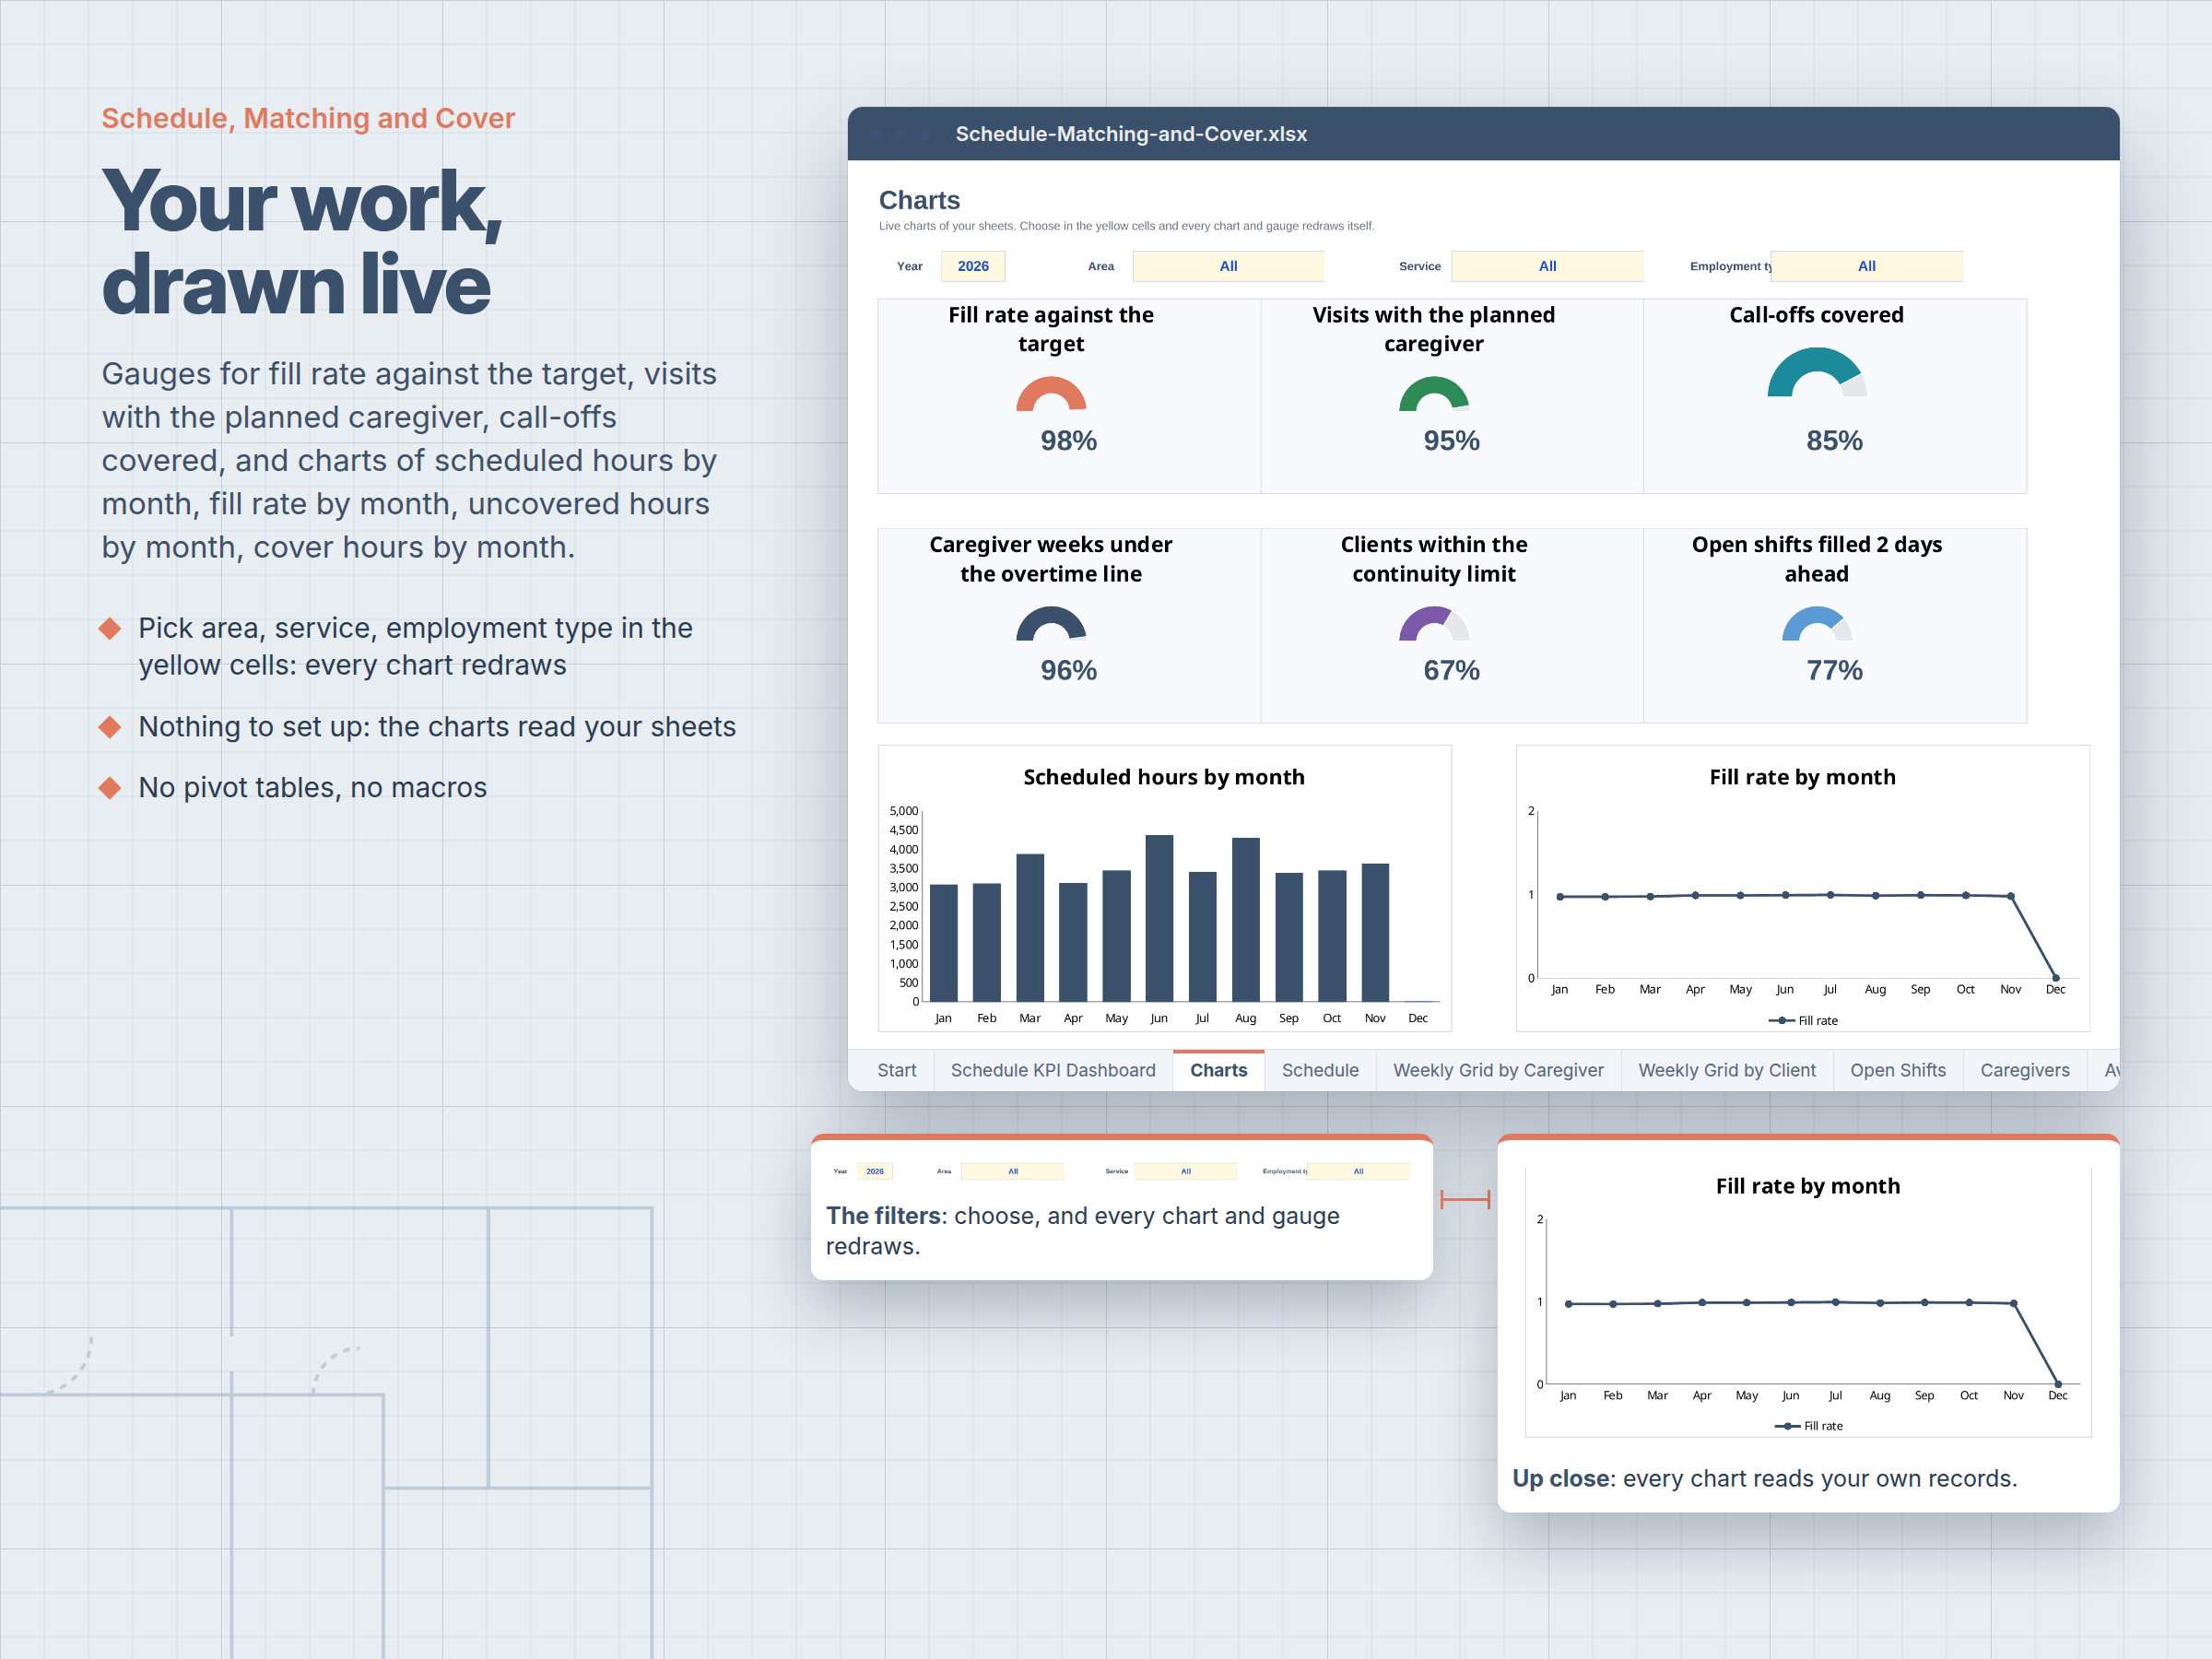 Schedule, Matching and Cover
Your work,
drawn live
Gauges for fill rate against the target, visits
with the planned caregiver, call-offs
covered, and charts of scheduled hours by
month, fill rate by month, uncovered hours
by month, cover hours by month.
Pick area, service, employment type in the
yellow cells: every chart redraws
Nothing to set up: the charts read your sheets
No pivot tables, no macros
Schedule-Matching-and-Cover.xlsx
Charts
Live charts of your sheets. Choose in the yellow cells and every chart and gauge redraws itself.
Year 2026 Area All Service All Employment ty All
Fill rate against the
target
98%
Visits with the planned
caregiver
95%
Call-offs covered
85%
Caregiver weeks under
the overtime line
96%
Clients within the
continuity limit
67%
Open shifts filled 2 days
ahead
77%
Scheduled hours by month
5,000
4,500
4,000
3,500
3,000
2,500
2,000
1,500
1,000
500
0
Jan Feb Mar Apr May Jun Jul Aug Sep Oct Nov Dec
Fill rate by month
2
1
0
Jan Feb Mar Apr May Jun Jul Aug Sep Oct Nov Dec
Fill rate
Start Schedule KPI Dashboard Charts Schedule Weekly Grid by Caregiver Weekly Grid by Client Open Shifts Caregivers Av
Year 2026 Area All Service All Employment ty All
The filters: choose, and every chart and gauge
redraws.
Fill rate by month
2
1
0
Jan Feb Mar Apr May Jun Jul Aug Sep Oct Nov Dec
Fill rate
Up close: every chart reads your own records.